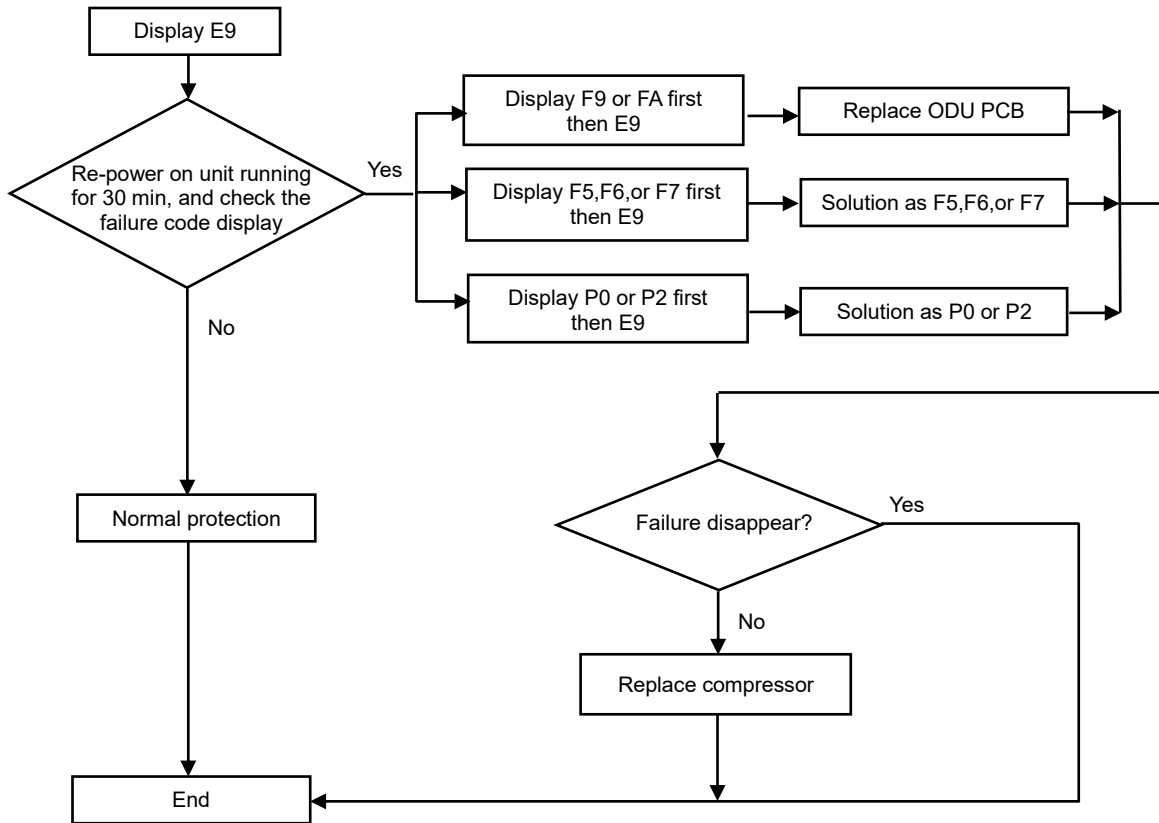 Display E9
Re-power on unit running
for 30 min, and check the
failure code display
Yes
No
Display F9 or FA first
then E9
Replace ODU PCB
Display F5,F6,or F7 first
then E9
Solution as F5,F6,or F7
Display P0 or P2 first
then E9
Solution as P0 or P2
Normal protection
Failure disappear?
Yes
No
Replace compressor
End